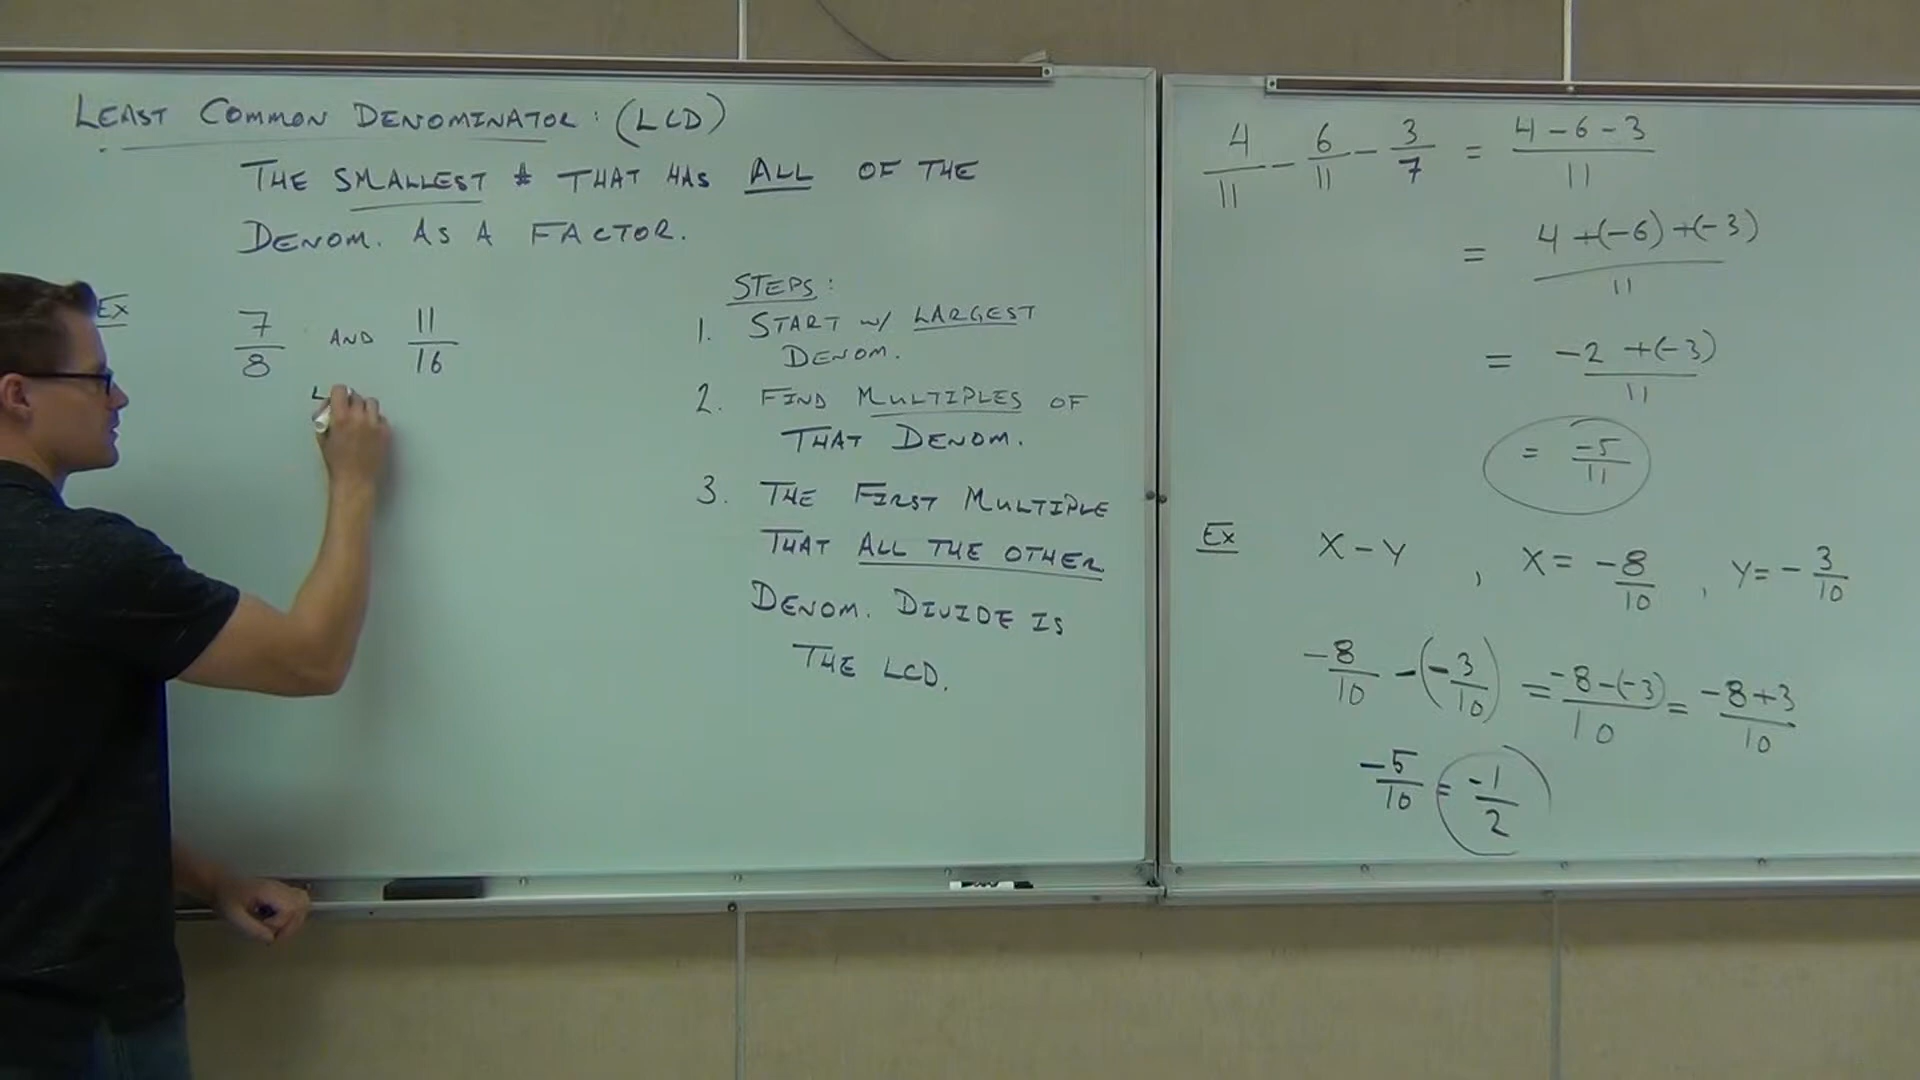 LEAST COMMON DENOMINATOR: (LCD)
THE SMALLEST # THAT HAS ALL OF THE
DENOM. AS A FACTOR.
EX
7/8 AND 11/16
L
STEPS:
1. START W/ LARGEST
DENOM.
2. FIND MULTIPLES OF
THAT DENOM.
3. THE FIRST MULTIPLE
THAT ALL THE OTHER
DENOM. DIVIDE IS
THE LCD.
4/11 - 6/11 - 3/7 = (4-6-3)/11
= (4+(-6)+(-3))/11
= (-2+(-3))/11
= -5/11
EX X-Y, X= -8/10, Y= -3/10
-8/10 - (-3/10) = (-8-(-3))/10 = (-8+3)/10
-5/10 = -1/2